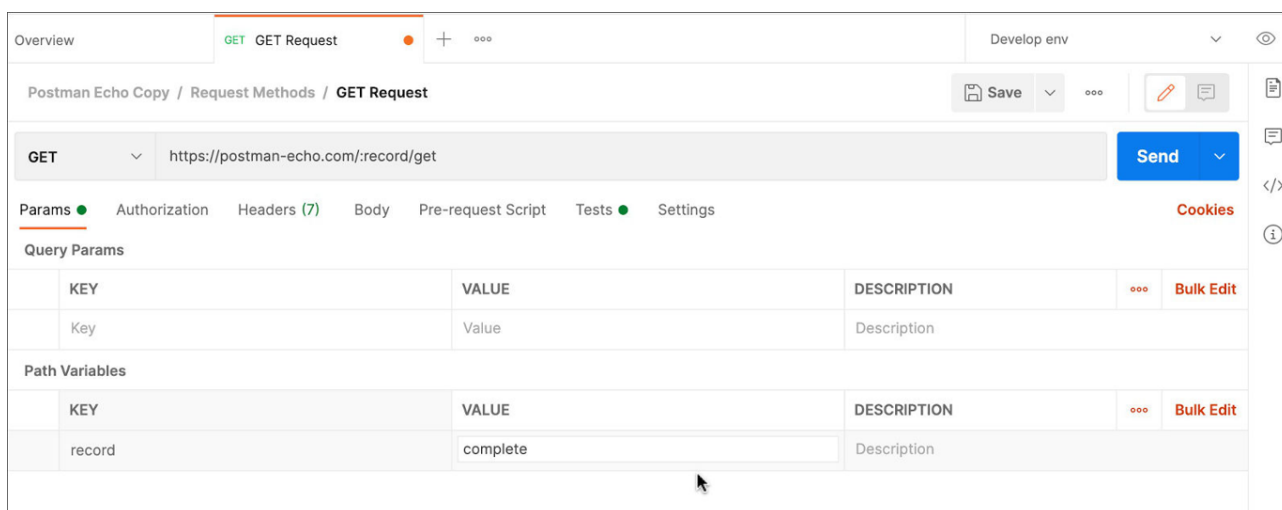 Overview GET GET Request Develop env
Postman Echo Copy / Request Methods / GET Request Save
GET https://postman-echo.com/:record/get Send
Params Authorization Headers (7) Body Pre-request Script Tests Settings Cookies
Query Params
KEY VALUE DESCRIPTION Bulk Edit
Key Value Description
Path Variables
KEY VALUE DESCRIPTION Bulk Edit
record complete Description